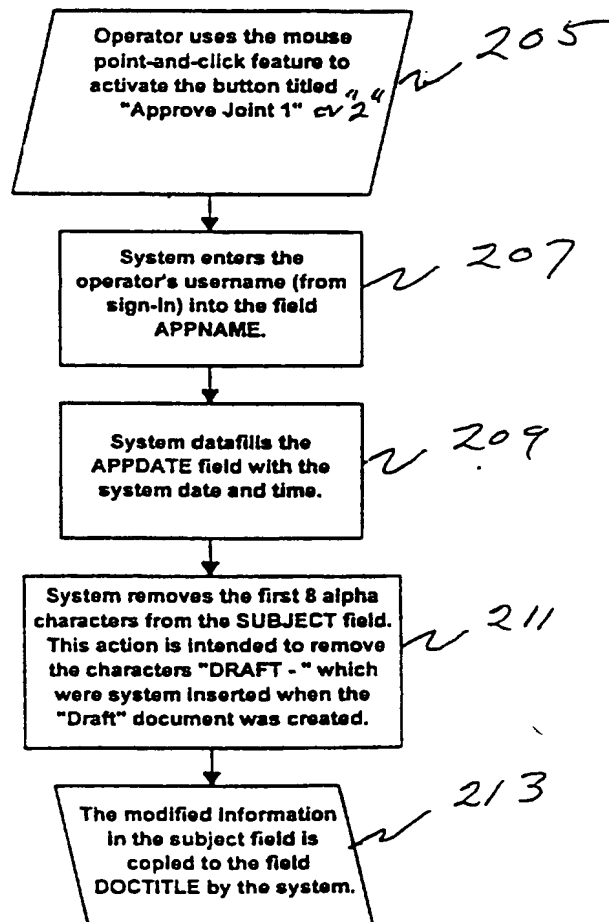 Operator uses the mouse
point-and-click feature to
activate the button titled
"Approve Joint 1" or "2"
205
System enters the
operator's username (from
sign-in) into the field
APPNAME.
207
System datafills the
APPDATE field with the
system date and time.
209
System removes the first 8 alpha
characters from the SUBJECT field.
This action is intended to remove
the characters "DRAFT - " which
were system inserted when the
"Draft" document was created.
211
The modified information
in the subject field is
copied to the field
DOCTITLE by the system.
213